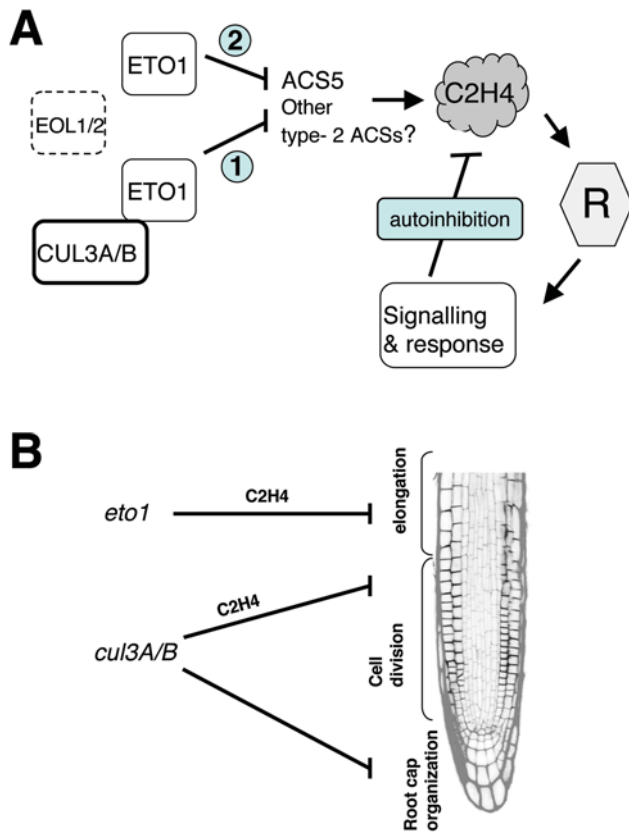 A
ETO1
2
EOL1/2
ACS5
Other
type- 2 ACSs?
C2H4
ETO1
1
CUL3A/B
autoinhibition
R
Signalling
& response
B
eto1
C2H4
elongation
cul3A/B
C2H4
Cell
division
Root cap
organization